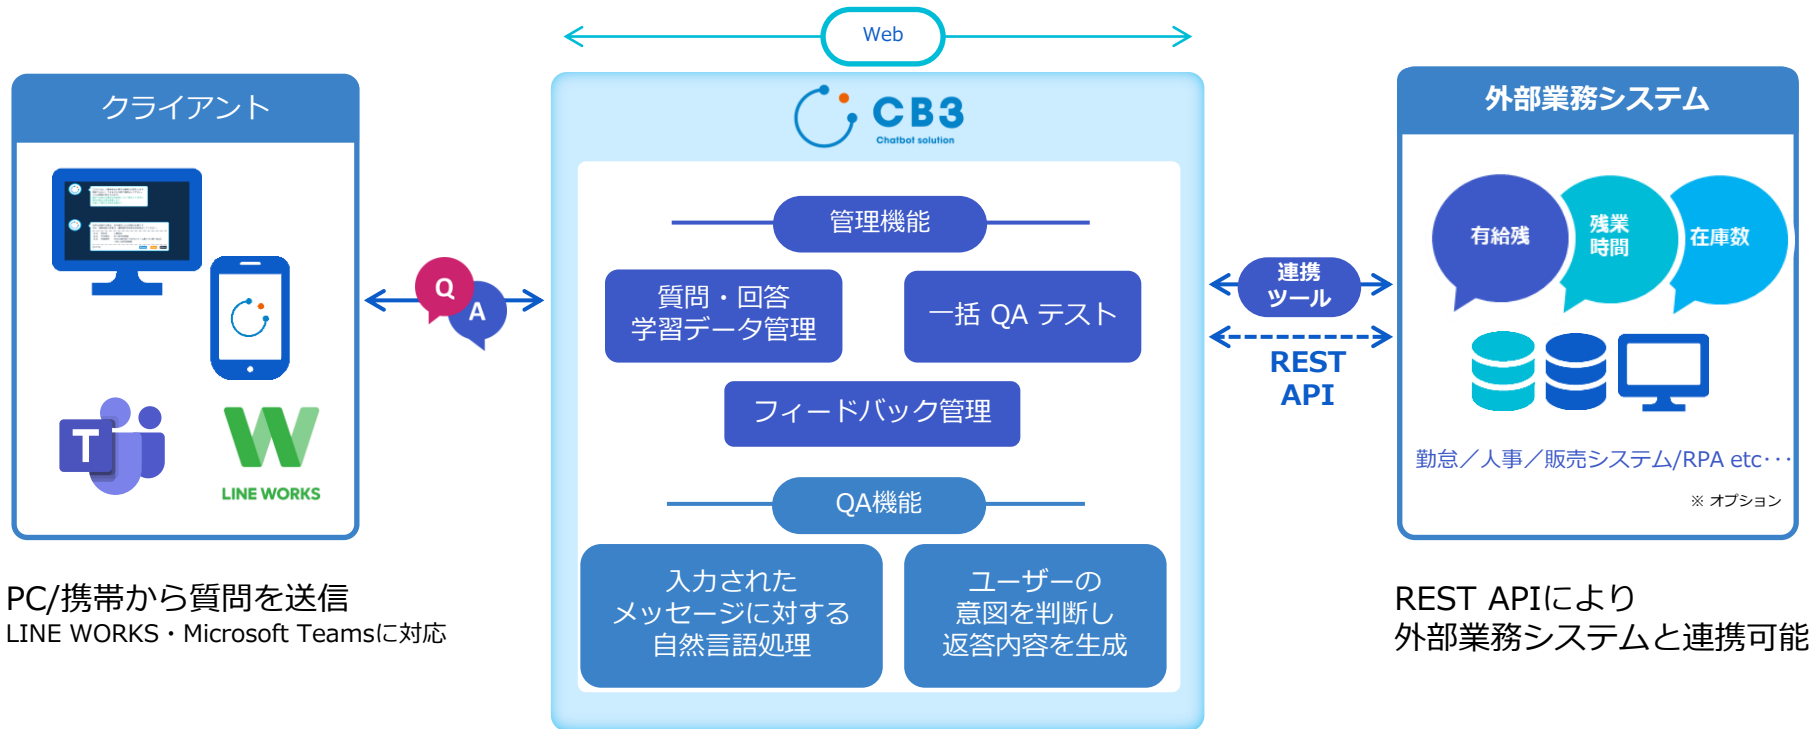 Web
クライアント
Q
A
T
LINE WORKS
PC/携帯から質問を送信
LINE WORKS・Microsoft Teamsに対応
CB3
Chatbot solution
管理機能
質問・回答
学習データ管理
一括 QA テスト
フィードバック管理
QA機能
入力された
メッセージに対する
自然言語処理
ユーザーの
意図を判断し
返答内容を生成
連携
ツール
REST
API
外部業務システム
有給残
残業
時間
在庫数
勤怠／人事／販売システム/RPA etc･･･
※ オプション
REST APIにより
外部業務システムと連携可能